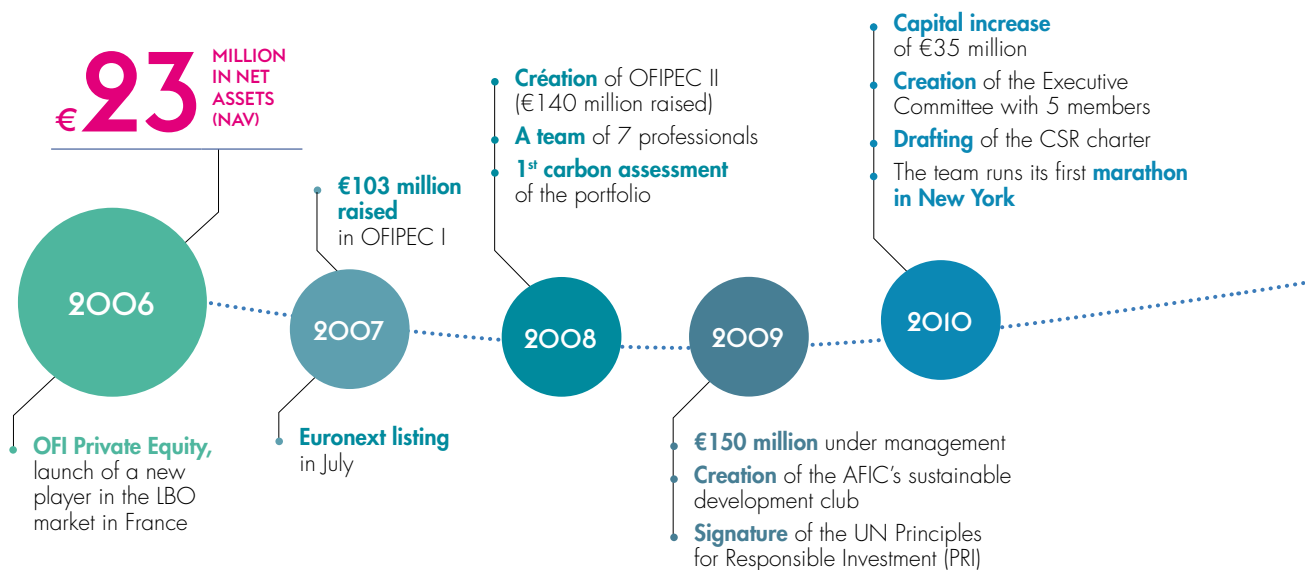 €23
MILLION
IN NET
ASSETS
(NAV)
2006
OFI Private Equity,
launch of a new
player in the LBO
market in France
€103 million
raised
in OFIPEC I
2007
Euronext listing
in July
Création of OFIPEC II
(€140 million raised)
A team of 7 professionals
1st carbon assessment
of the portfolio
2008
2009
€150 million under management
Creation of the AFIC’s sustainable
development club
Signature of the UN Principles
for Responsible Investment (PRI)
Capital increase
of €35 million
Creation of the Executive
Committee with 5 members
Drafting of the CSR charter
The team runs its first marathon
in New York
2010